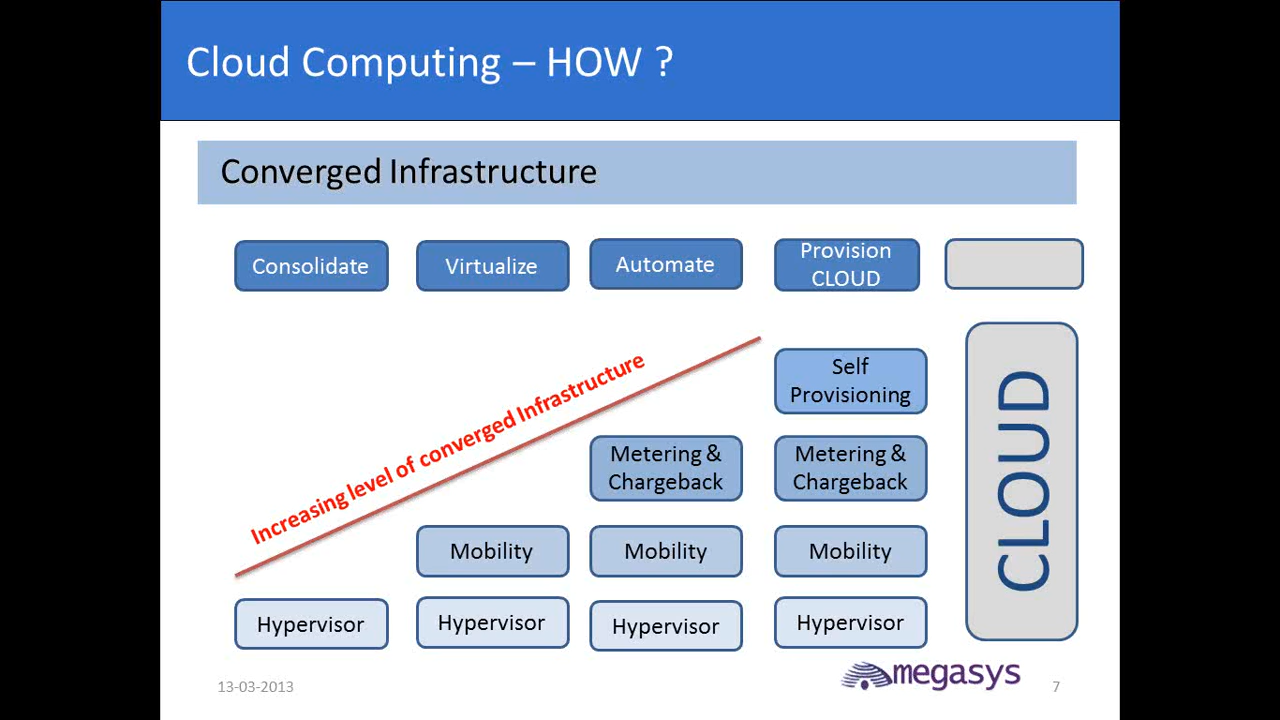 Cloud Computing – HOW ?
Converged Infrastructure
Consolidate
Virtualize
Automate
Provision
CLOUD
Increasing level of converged Infrastructure
Self
Provisioning
Metering &
Chargeback
Metering &
Chargeback
Mobility
Mobility
Mobility
Hypervisor
Hypervisor
Hypervisor
Hypervisor
CLOUD
13-03-2013
megasys
7